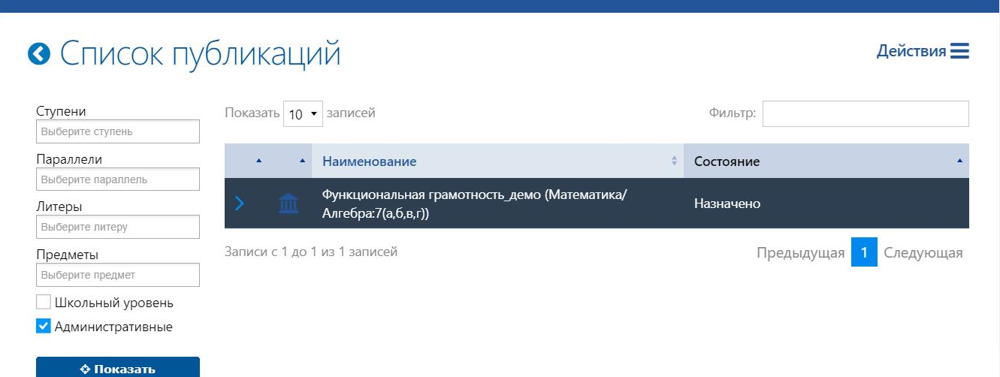 Список публикаций
Действия
Ступени
Выберите ступень
Параллели
Выберите параллель
Литеры
Выберите литеру
Предметы
Выберите предмет
Школьный уровень
Административные
Показать
Показать 10 записей
Фильтр:
Наименование
Состояние
Функциональная грамотность_демо (Математика/
Алгебра:7(а,б,в,г))
Назначено
Записи с 1 до 1 из 1 записей
Предыдущая 1 Следующая